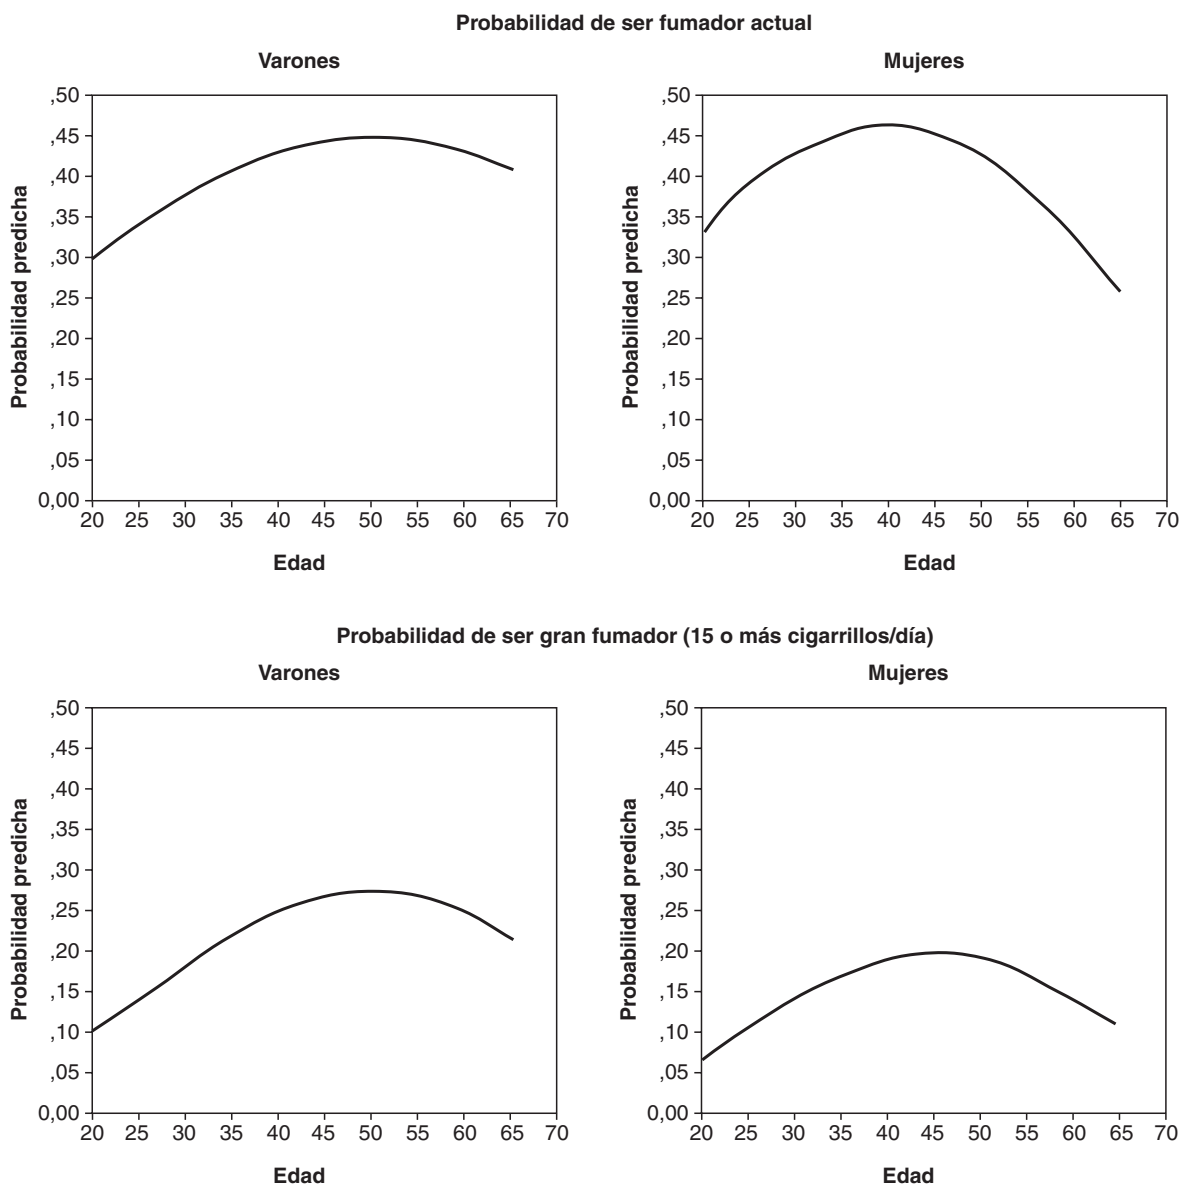 Probabilidad de ser fumador actual
Varones
Probabilidad predicha
,50
,45
,40
,35
,30
,25
,20
,15
,10
,05
0,00
20 25 30 35 40 45 50 55 60 65 70
Edad
Mujeres
Probabilidad predicha
,50
,45
,40
,35
,30
,25
,20
,15
,10
,05
0,00
20 25 30 35 40 45 50 55 60 65 70
Edad
Probabilidad de ser gran fumador (15 o más cigarrillos/día)
Varones
Probabilidad predicha
,50
,45
,40
,35
,30
,25
,20
,15
,10
,05
0,00
20 25 30 35 40 45 50 55 60 65 70
Edad
Mujeres
Probabilidad predicha
,50
,45
,40
,35
,30
,25
,20
,15
,10
,05
0,00
20 25 30 35 40 45 50 55 60 65 70
Edad